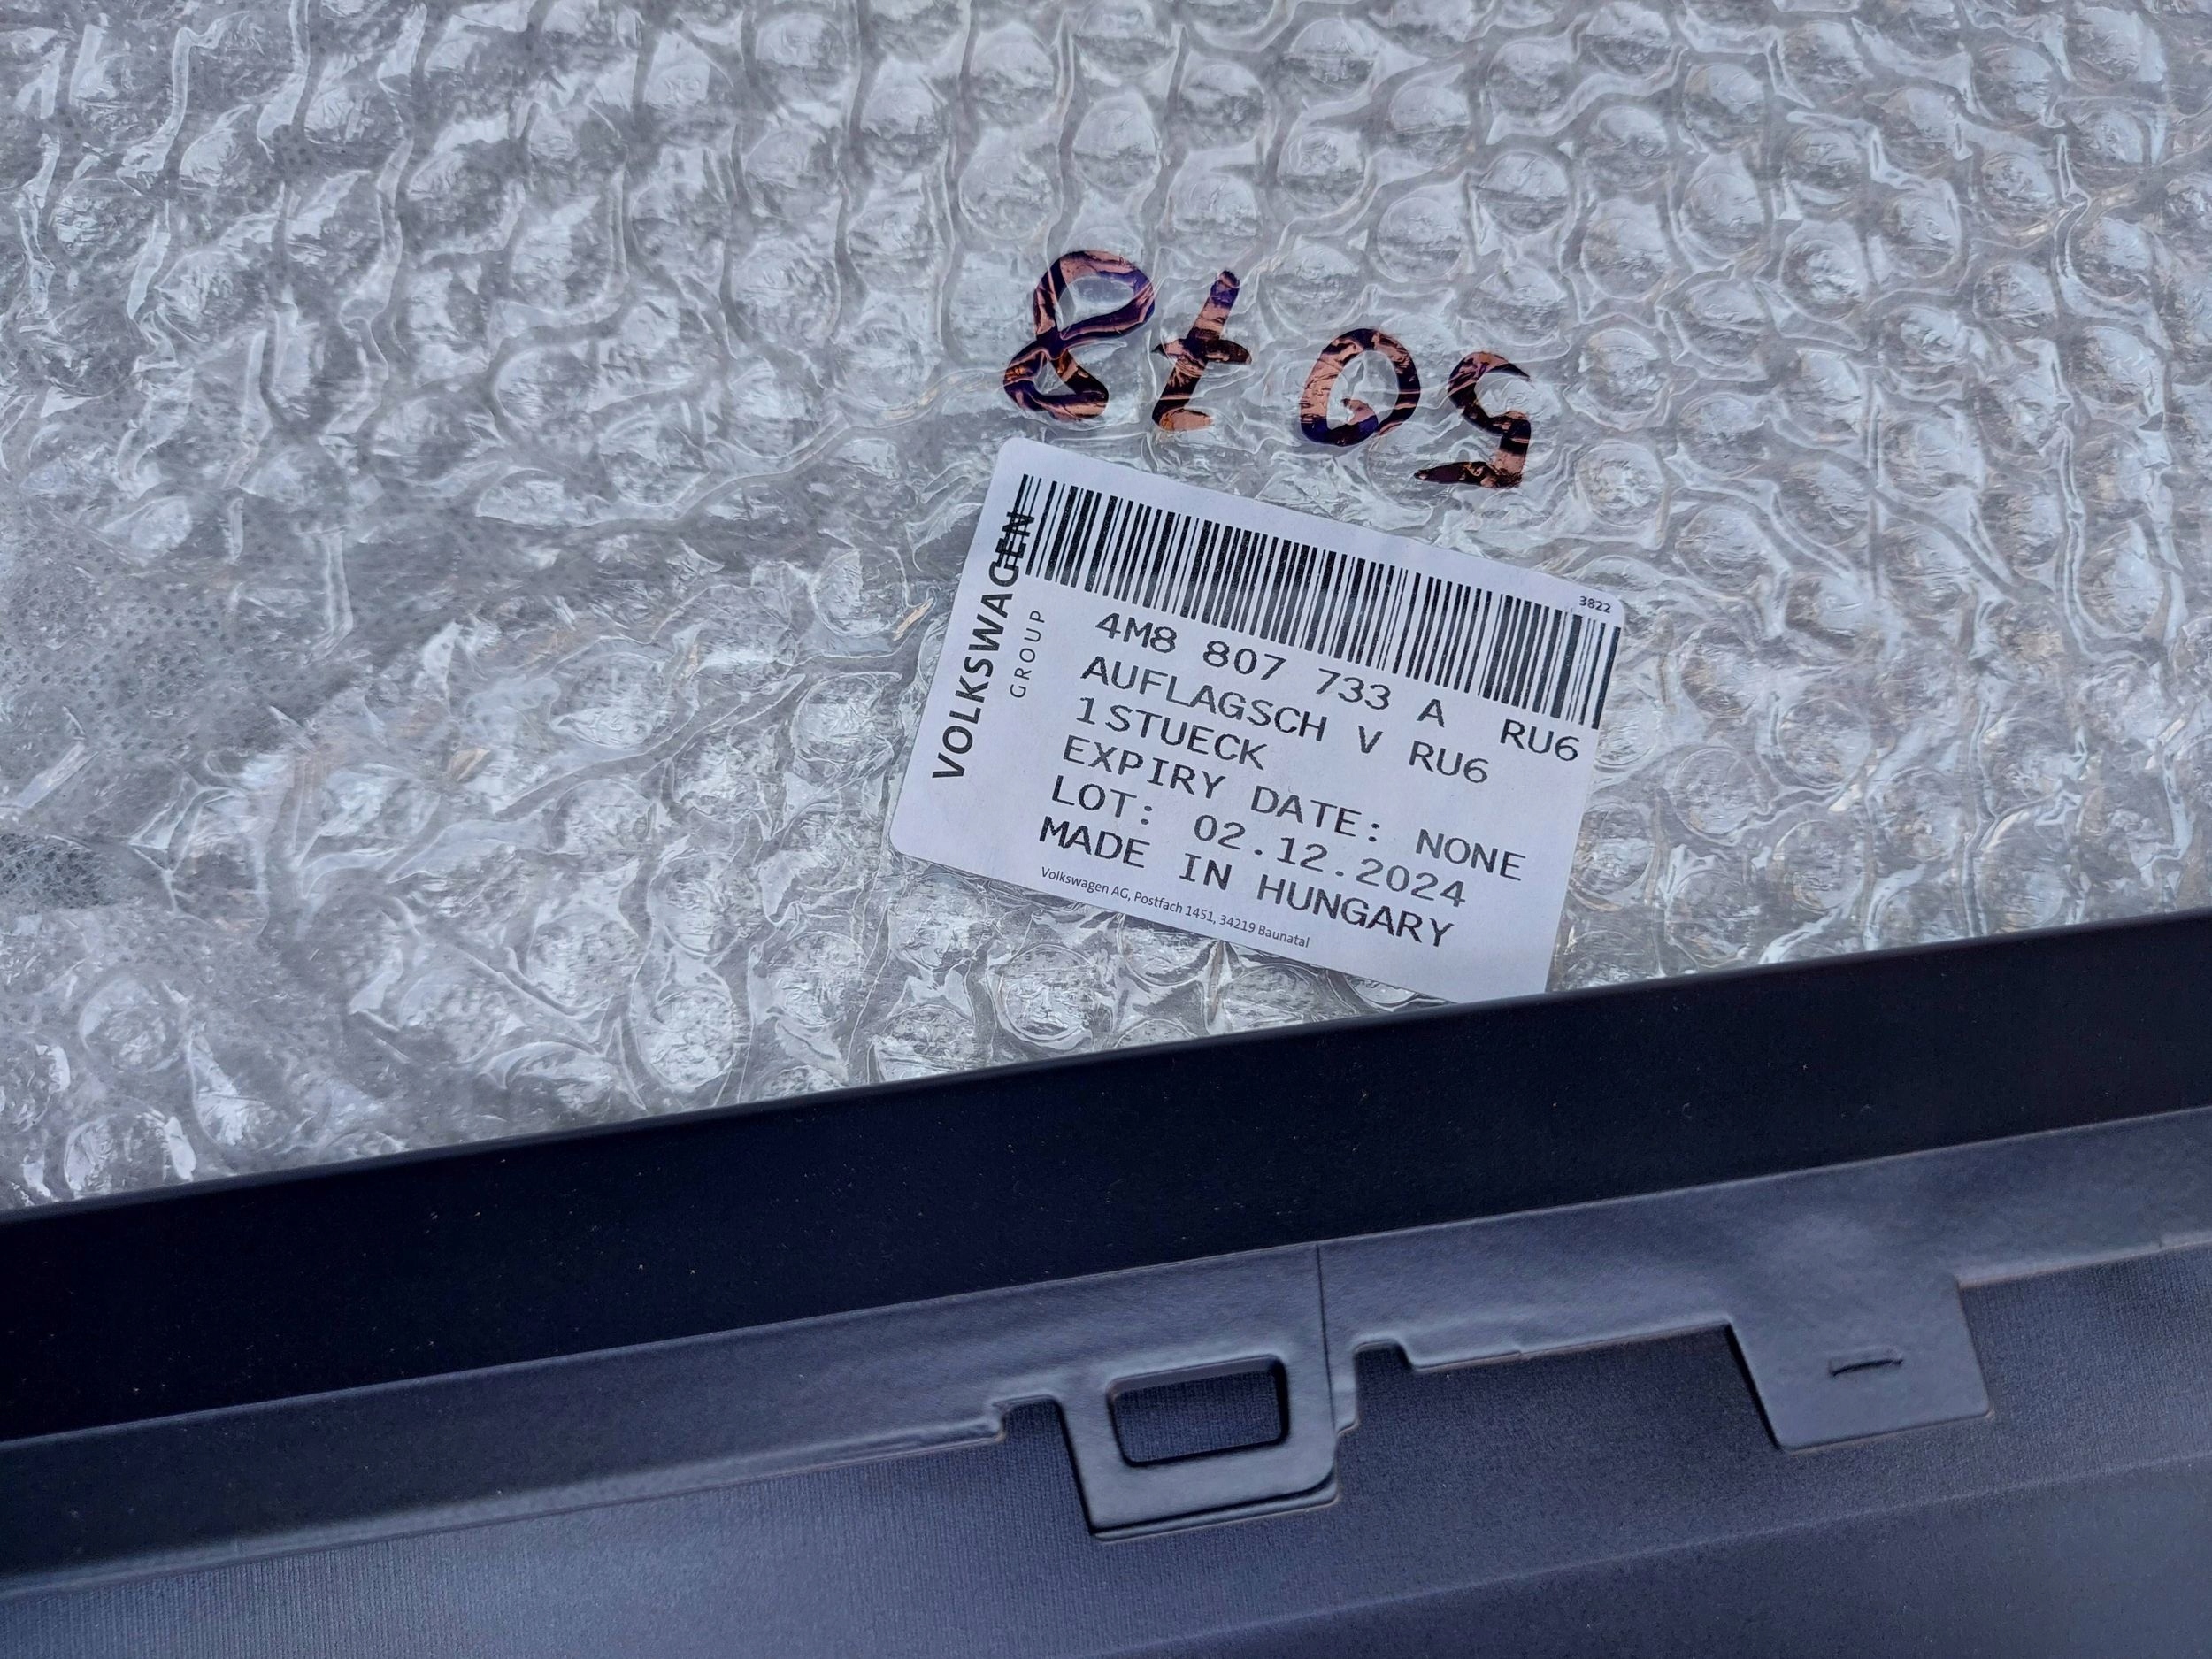 5078
3822
VOLKSWAGEN
GROUP
4M8 807 733 A RU6
AUFLAGSCH V RU6
1STUECK
EXPIRY DATE: NONE
LOT: 02.12.2024
MADE IN HUNGARY
Volkswagen AG, Postfach 1451, 34219 Baunatal